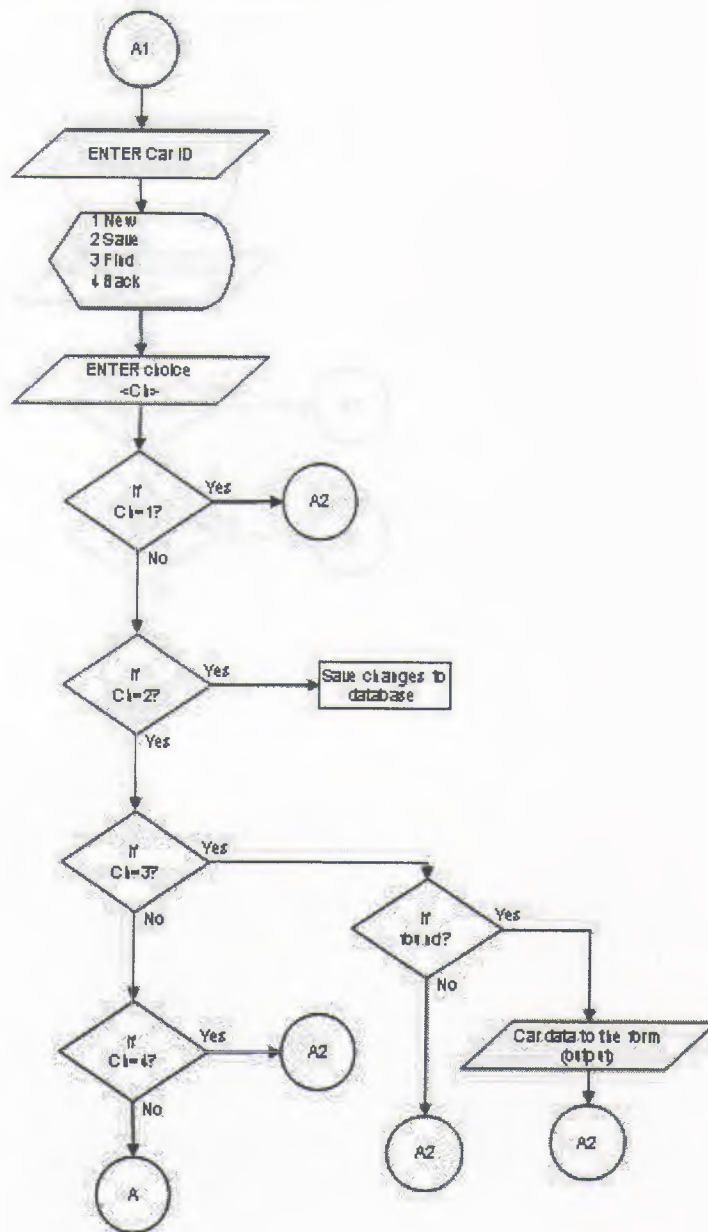 A1
ENTER Car ID
1 New
2 Save
3 Find
4 Back
ENTER choice
<Ch>
If
Ch=1?
Yes
A2
No
If
Ch=2?
Yes
Save changes to
database
Yes
If
Ch=3?
Yes
No
If
found?
Yes
No
If
Ch=4?
Yes
A2
No
Car data to the form
(output)
A2
A2
A